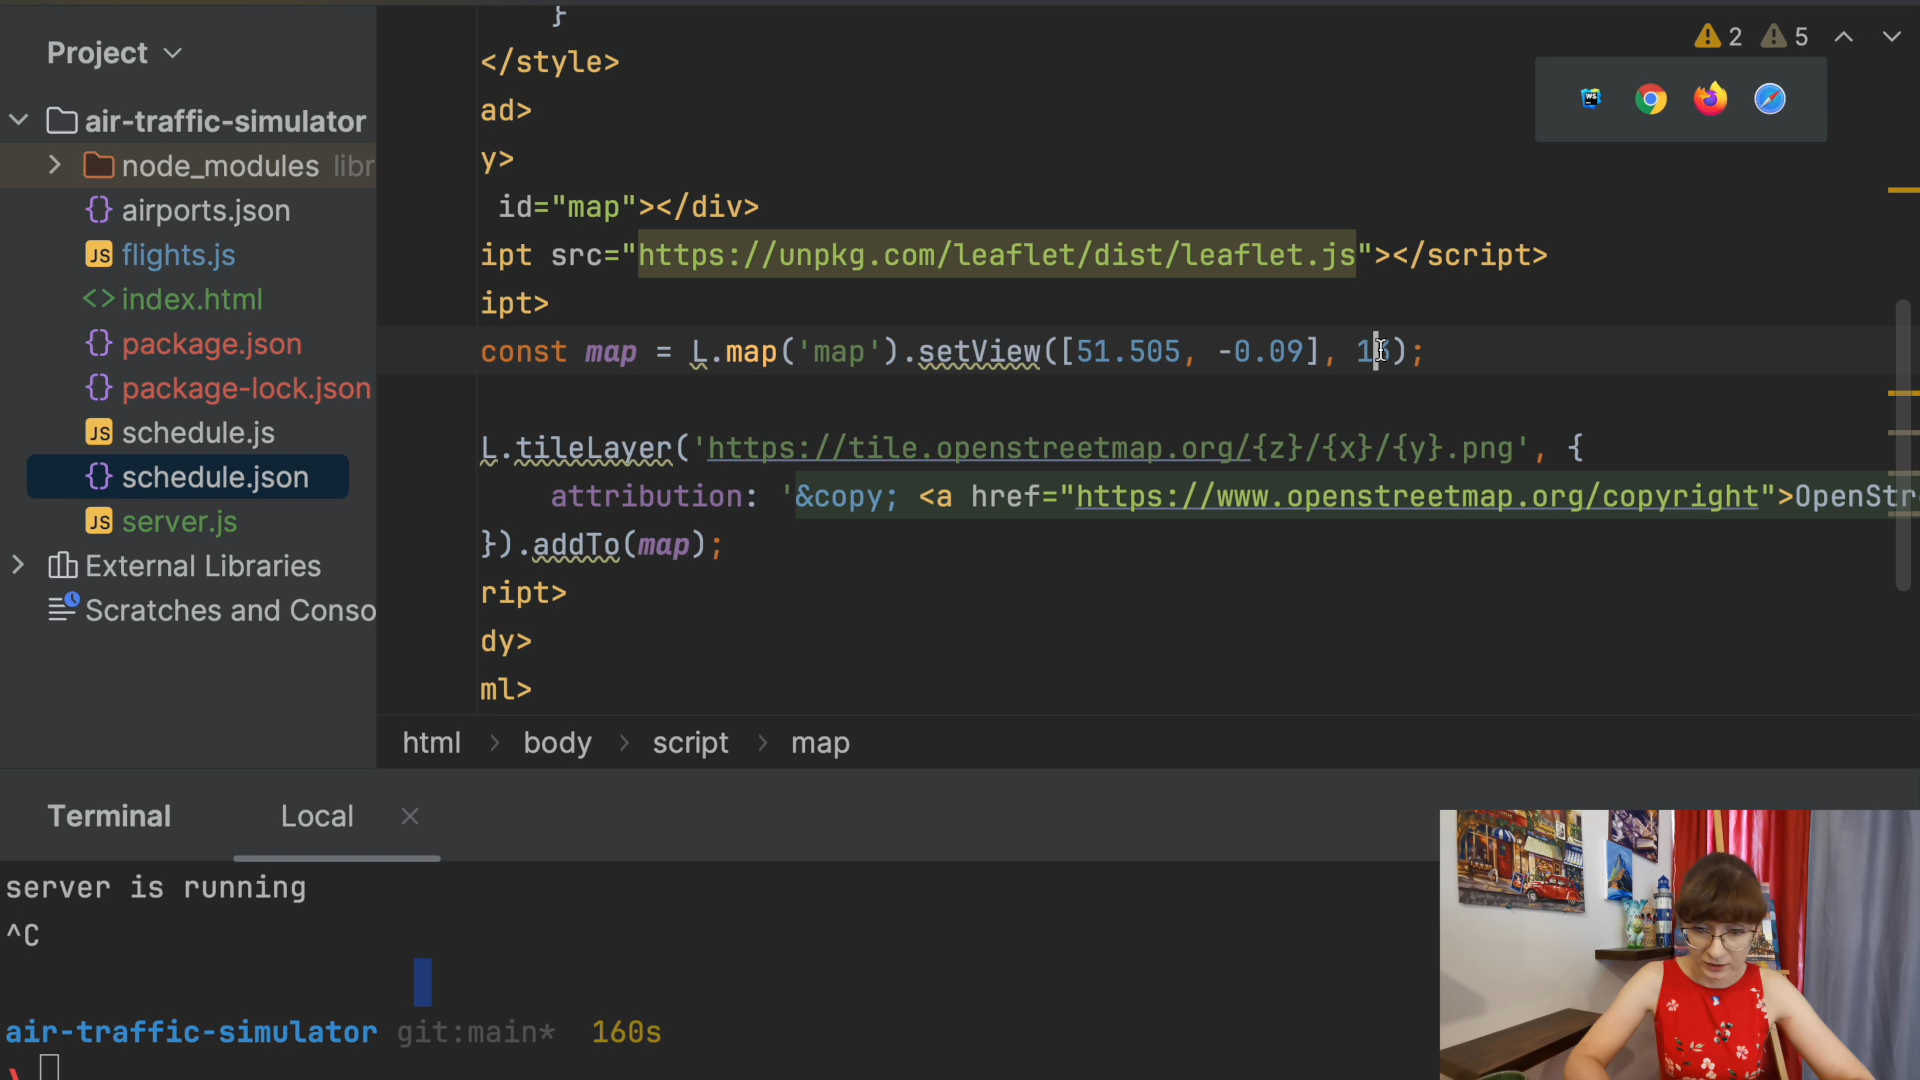 Project
air-traffic-simulator
node_modules libr
airports.json
flights.js
index.html
package.json
package-lock.json
schedule.js
schedule.json
server.js
External Libraries
Scratches and Conso
2 5
}
</style>
ad>
y>
id="map"></div>
ipt src="https://unpkg.com/leaflet/dist/leaflet.js"></script>
ipt>
const map = L.map('map').setView([51.505, -0.09], 13);
L.tileLayer('https://tile.openstreetmap.org/{z}/{x}/{y}.png', {
attribution: '&copy; <a href="https://www.openstreetmap.org/copyright">OpenStr
}).addTo(map);
ript>
dy>
ml>
html > body > script > map
Terminal Local
server is running
^C
air-traffic-simulator git:main* 160s